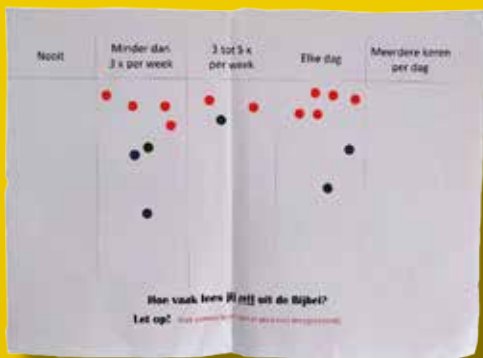 Nooit
Minder dan
3 x per week
3 tot 5 x
per week
Elke dag
Meerdere keren
per dag
Hoe vaak lees jij zelf uit de Bijbel?
Let op!